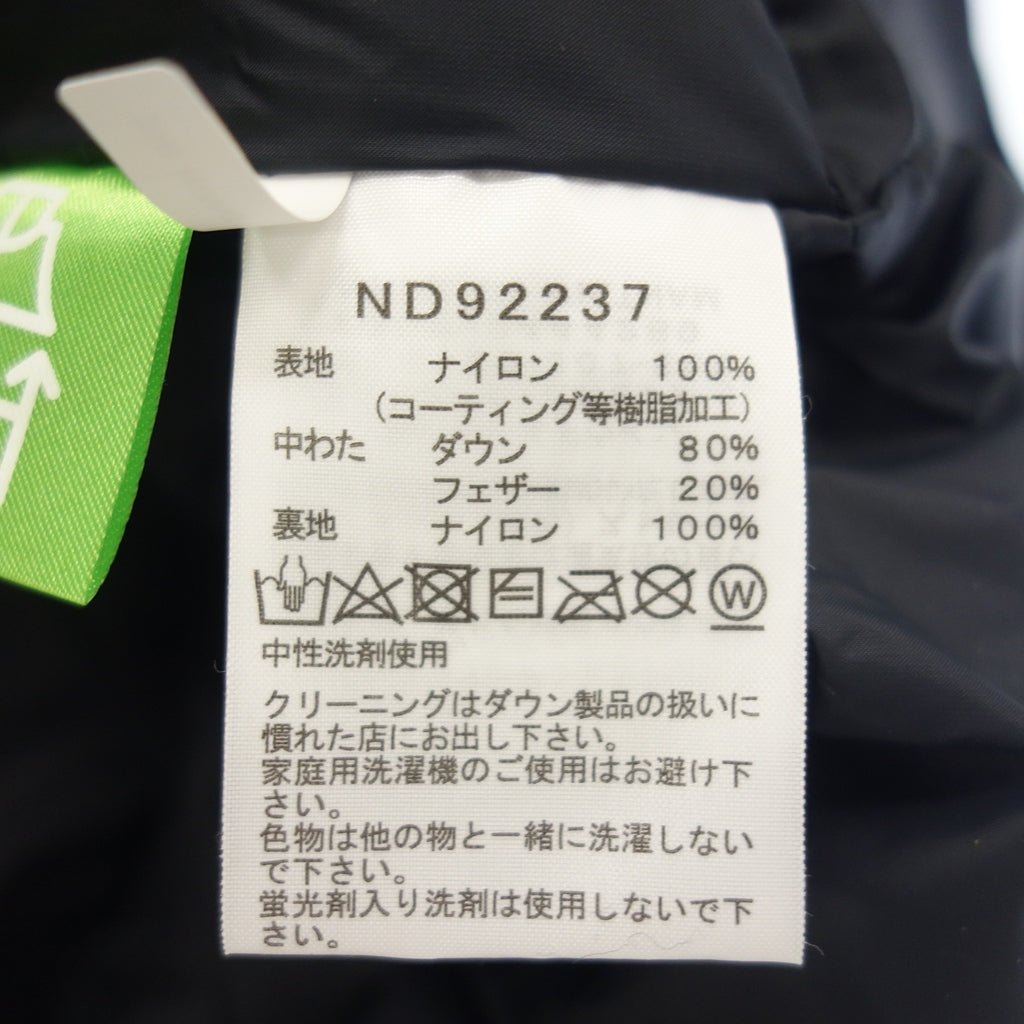 ND92237
表地 ナイロン 100%
（コーティング等樹脂加工）
中わた ダウン 80%
フェザー 20%
裏地 ナイロン 100%
W
中性洗剤使用
クリーニングはダウン製品の扱いに
慣れた店にお出し下さい。
家庭用洗濯機のご使用はお避け下
さい。
色物は他の物と一緒に洗濯しない
で下さい。
蛍光剤入り洗剤は使用しないで下
さい。